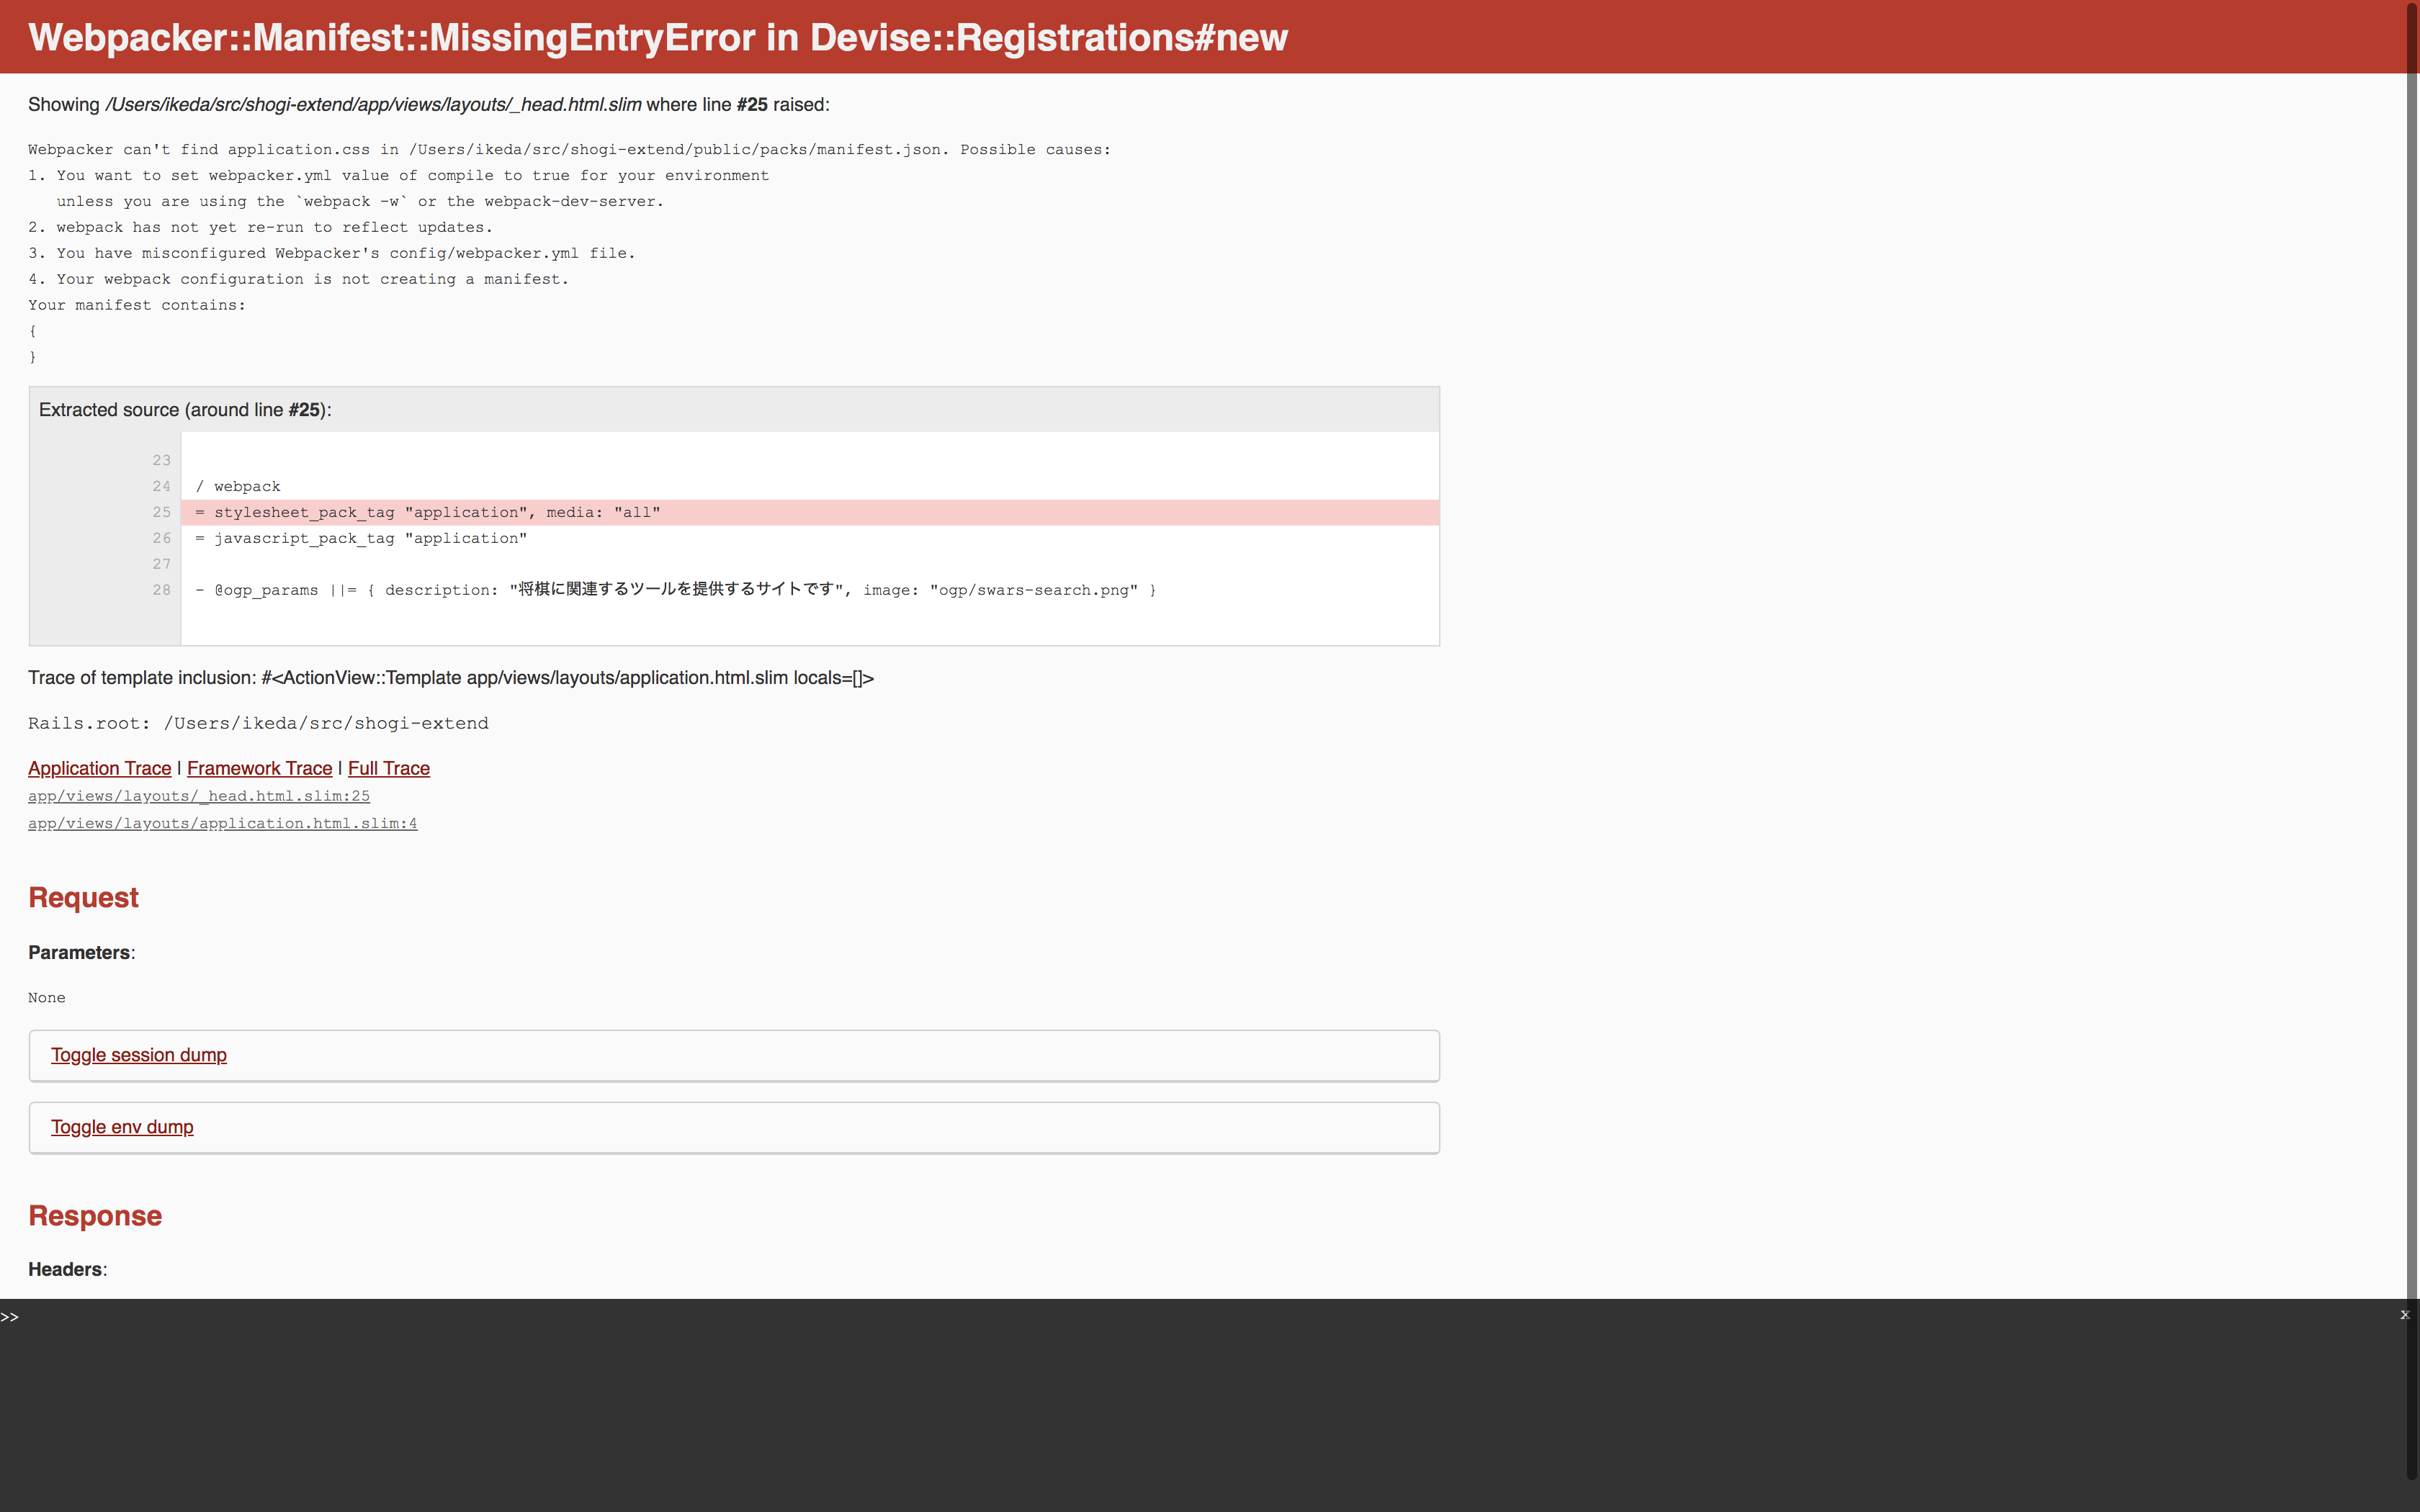 Webpacker::Manifest::MissingEntryError in Devise::Registrations#new
Showing /Users/ikeda/src/shogi-extend/app/views/layouts/_head.html.slim where line #25 raised:
Webpacker can't find application.css in /Users/ikeda/src/shogi-extend/public/packs/manifest.json. Possible causes:
1. You want to set webpacker.yml value of compile to true for your environment
unless you are using the `webpack -w` or the webpack-dev-server.
2. webpack has not yet re-run to reflect updates.
3. You have misconfigured Webpacker's config/webpacker.yml file.
4. Your webpack configuration is not creating a manifest.
Your manifest contains:
{
}
Extracted source (around line #25):
23
24 / webpack
25 = stylesheet_pack_tag "application", media: "all"
26 = javascript_pack_tag "application"
27
28 - @ogp_params ||= { description: "将棋に関連するツールを提供するサイトです", image: "ogp/swars-search.png" }
Trace of template inclusion: #<ActionView::Template app/views/layouts/application.html.slim locals=[]>
Rails.root: /Users/ikeda/src/shogi-extend
Application Trace | Framework Trace | Full Trace
app/views/layouts/_head.html.slim:25
app/views/layouts/application.html.slim:4
Request
Parameters:
None
Toggle session dump
Toggle env dump
Response
Headers:
>>
x